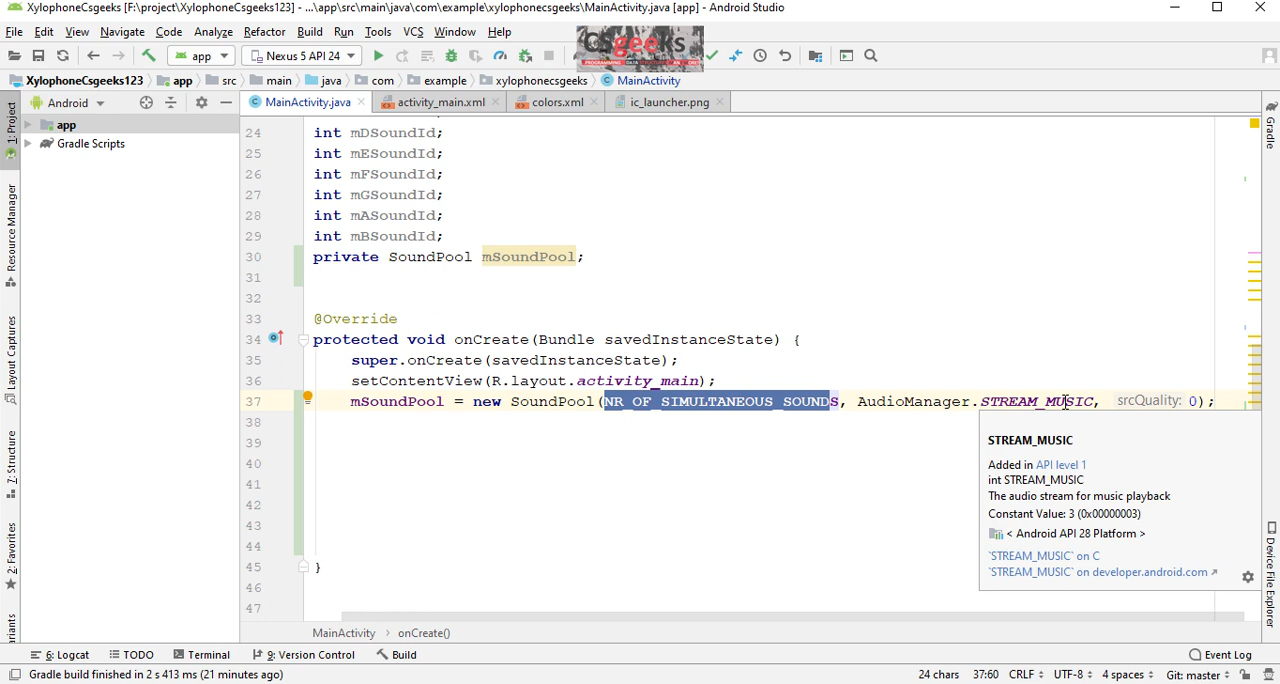 XylophoneCsgeeks [F:\project\XylophoneCsgeeks123] - ...\app\src\main\java\com\example\xylophonecsgeeks\MainActivity.java [app] - Android Studio
File Edit View Navigate Code Analyze Refactor Build Run Tools VCS Window Help
app Nexus 5 API 24
CSgeeks
XylophoneCsgeeks123 app src main java com example xylophonecsgeeks MainActivity
Android MainActivity.java activity_main.xml colors.xml ic_launcher.png
1: Project
Resource Manager
Layout Captures
Z: Structure
2: Favorites
app
Gradle Scripts
24 int mDSoundId;
25 int mESoundId;
26 int mFSoundId;
27 int mGSoundId;
28 int mASoundId;
29 int mBSoundId;
30 private SoundPool mSoundPool;
31
32
33 @Override
34 protected void onCreate(Bundle savedInstanceState) {
35 super.onCreate(savedInstanceState);
36 setContentView(R.layout.activity_main);
37 mSoundPool = new SoundPool(NR_OF_SIMULTANEOUS_SOUNDS, AudioManager.STREAM_MUSIC, srcQuality: 0);
38
39
40
41
42
43
44
45 }
46
47
STREAM_MUSIC
Added in API level 1
int STREAM_MUSIC
The audio stream for music playback
Constant Value: 3 (0x00000003)
< Android API 28 Platform >
`STREAM_MUSIC` on C
`STREAM_MUSIC` on developer.android.com
Gradle
Device File Explorer
MainActivity › onCreate()
6: Logcat TODO Terminal 9: Version Control Build Event Log
Gradle build finished in 2 s 413 ms (21 minutes ago) 24 chars 37:60 CRLF UTF-8 4 spaces Git: master